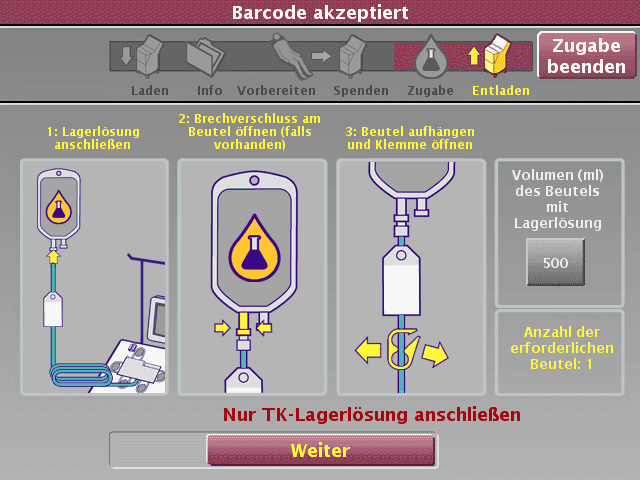 Barcode akzeptiert
Laden
Info
Vorbereiten
Spenden
Zugabe
Entladen
Zugabe
beenden
1: Lagerlösung
anschließen
2: Brechverschluss am
Beutel öffnen (falls
vorhanden)
3: Beutel aufhängen
und Klemme öffnen
Volumen (ml)
des Beutels
mit
Lagerlösung
500
Anzahl der
erforderlichen
Beutel: 1
Nur TK-Lagerlösung anschließen
Weiter